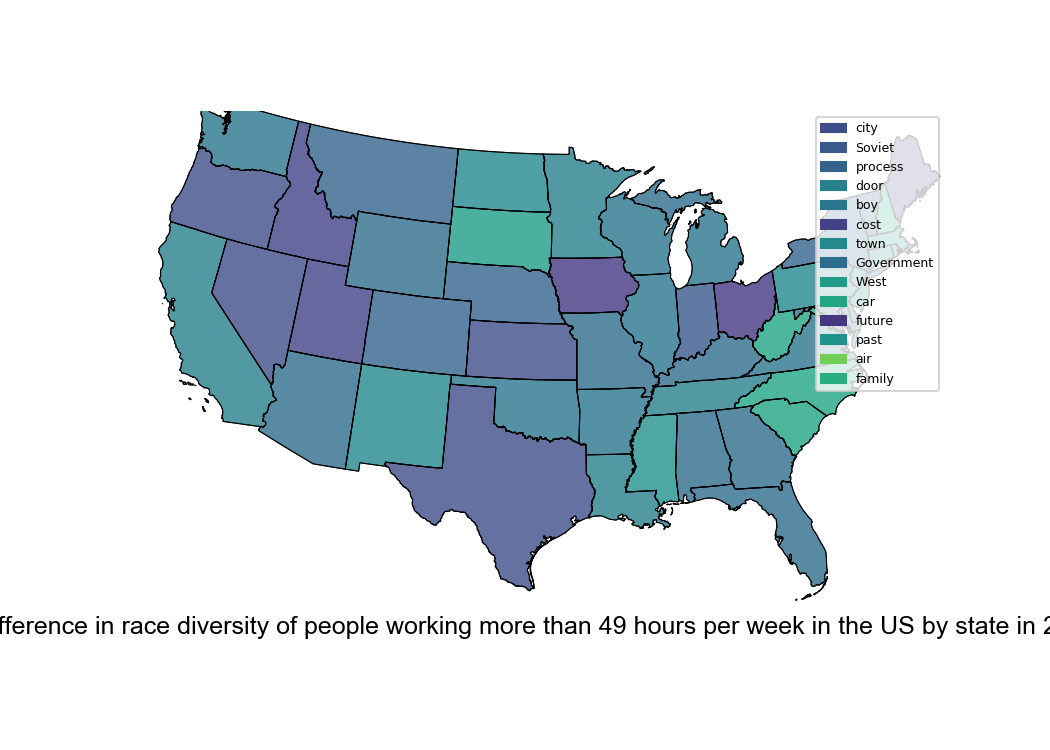 city
Soviet
process
door
boy
cost
town
Government
West
car
future
past
air
family
fference in race diversity of people working more than 49 hours per week in the US by state in 2